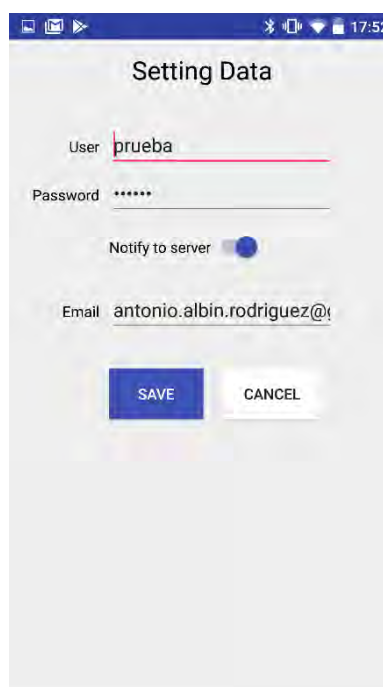 17:52
Setting Data
User prueba
Password ••••••
Notify to server
Email antonio.albin.rodriguez@
SAVE CANCEL